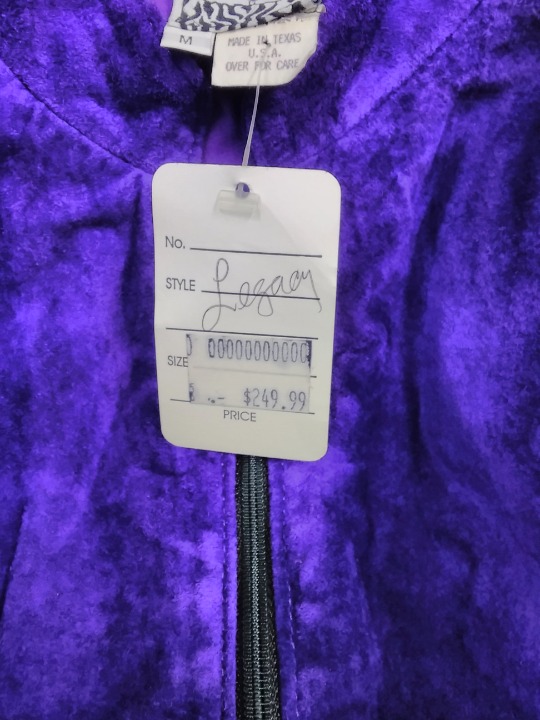 M
MADE IN TEXAS
U.S.A.
OVER FOR CARE
No.
STYLE Legacy
SIZE
00000000000
$249.99
PRICE